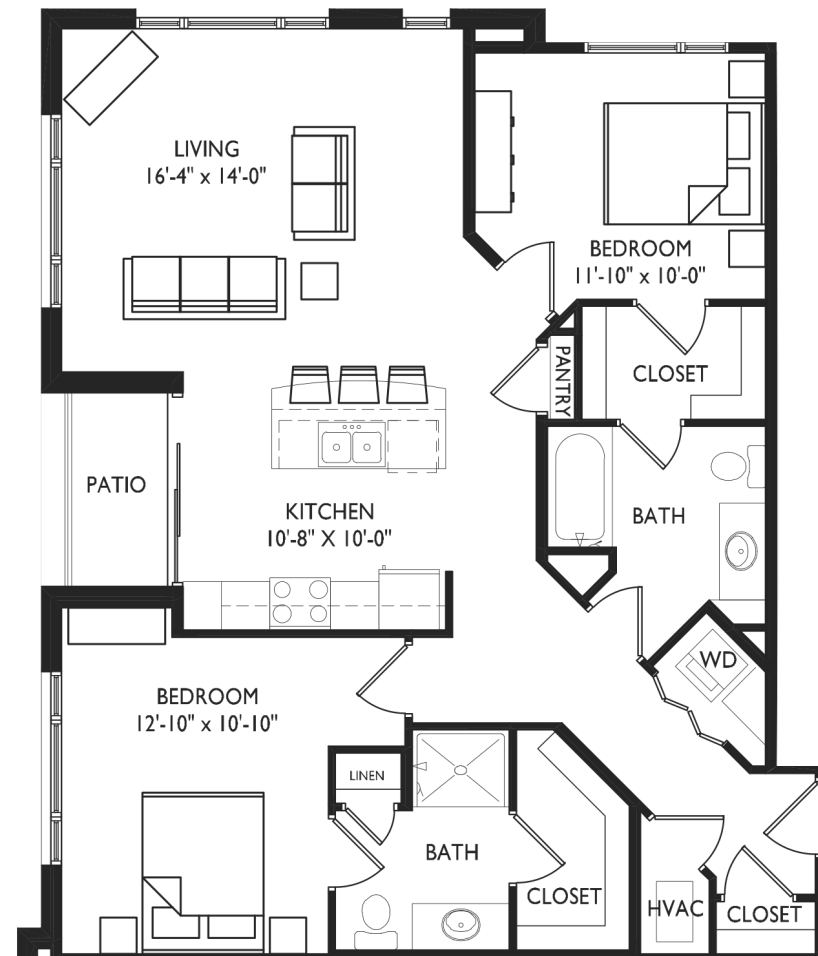 LIVING
16'-4" x 14'-0"
BEDROOM
11'-10" x 10'-0"
PANTRY
CLOSET
PATIO
KITCHEN
10'-8" X 10'-0"
BATH
WD
BEDROOM
12'-10" x 10'-10"
LINEN
BATH
CLOSET
HVAC
CLOSET